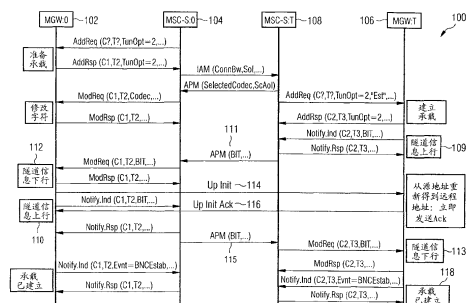 100
MGW:0
102
MSC-S:0
104
MSC-S:T
108
106
MGW:T
AddReq (C?,T?,TunOpt=2,...)
准备
承载
AddRsp (C1,T2,TunOpt=2,...)
IAM (ConnBw,Sol,...)
APM (SelectedCodec,ScAol)
ModReq (C1,T2,Codec,...)
AddReq (C?,T?,TunOpt=2,"Est",...)
修改
字符
建立
承载
ModRsp (C1,T2,...)
AddRsp (C2,T3,TunOpt=2,...)
111
Notify.Ind (C2,T3,BIT,...)
109
112
APM (BIT,...)
Notify.Rsp (C2,T3,...)
隧道信
息上行
ModReq (C1,T2,BIT,...)
隧道信
息下行
ModRsp (C1,T2,...)
Up Init
114
从源地址重
新得到远程
地址; 立即
发送Ack
Notify.Ind (C1,T2,BIT,...)
Up Init Ack
116
隧道信
息上行
110
Notify.Rsp (C1,T2,...)
APM (BIT,...)
115
ModReq (C2,T3,BIT,...)
隧道信
息下行
113
Notify.Ind (C1,T2,Evnt=BNCEstab,...)
ModRsp (C2,T3,...)
118
承载
已建立
Notify.Ind (C2,T3,Evnt=BNCEstab,...)
承载
已建立
Notify.Rsp (C1,T2,...)
Notify.Rsp (C2,T3,...)